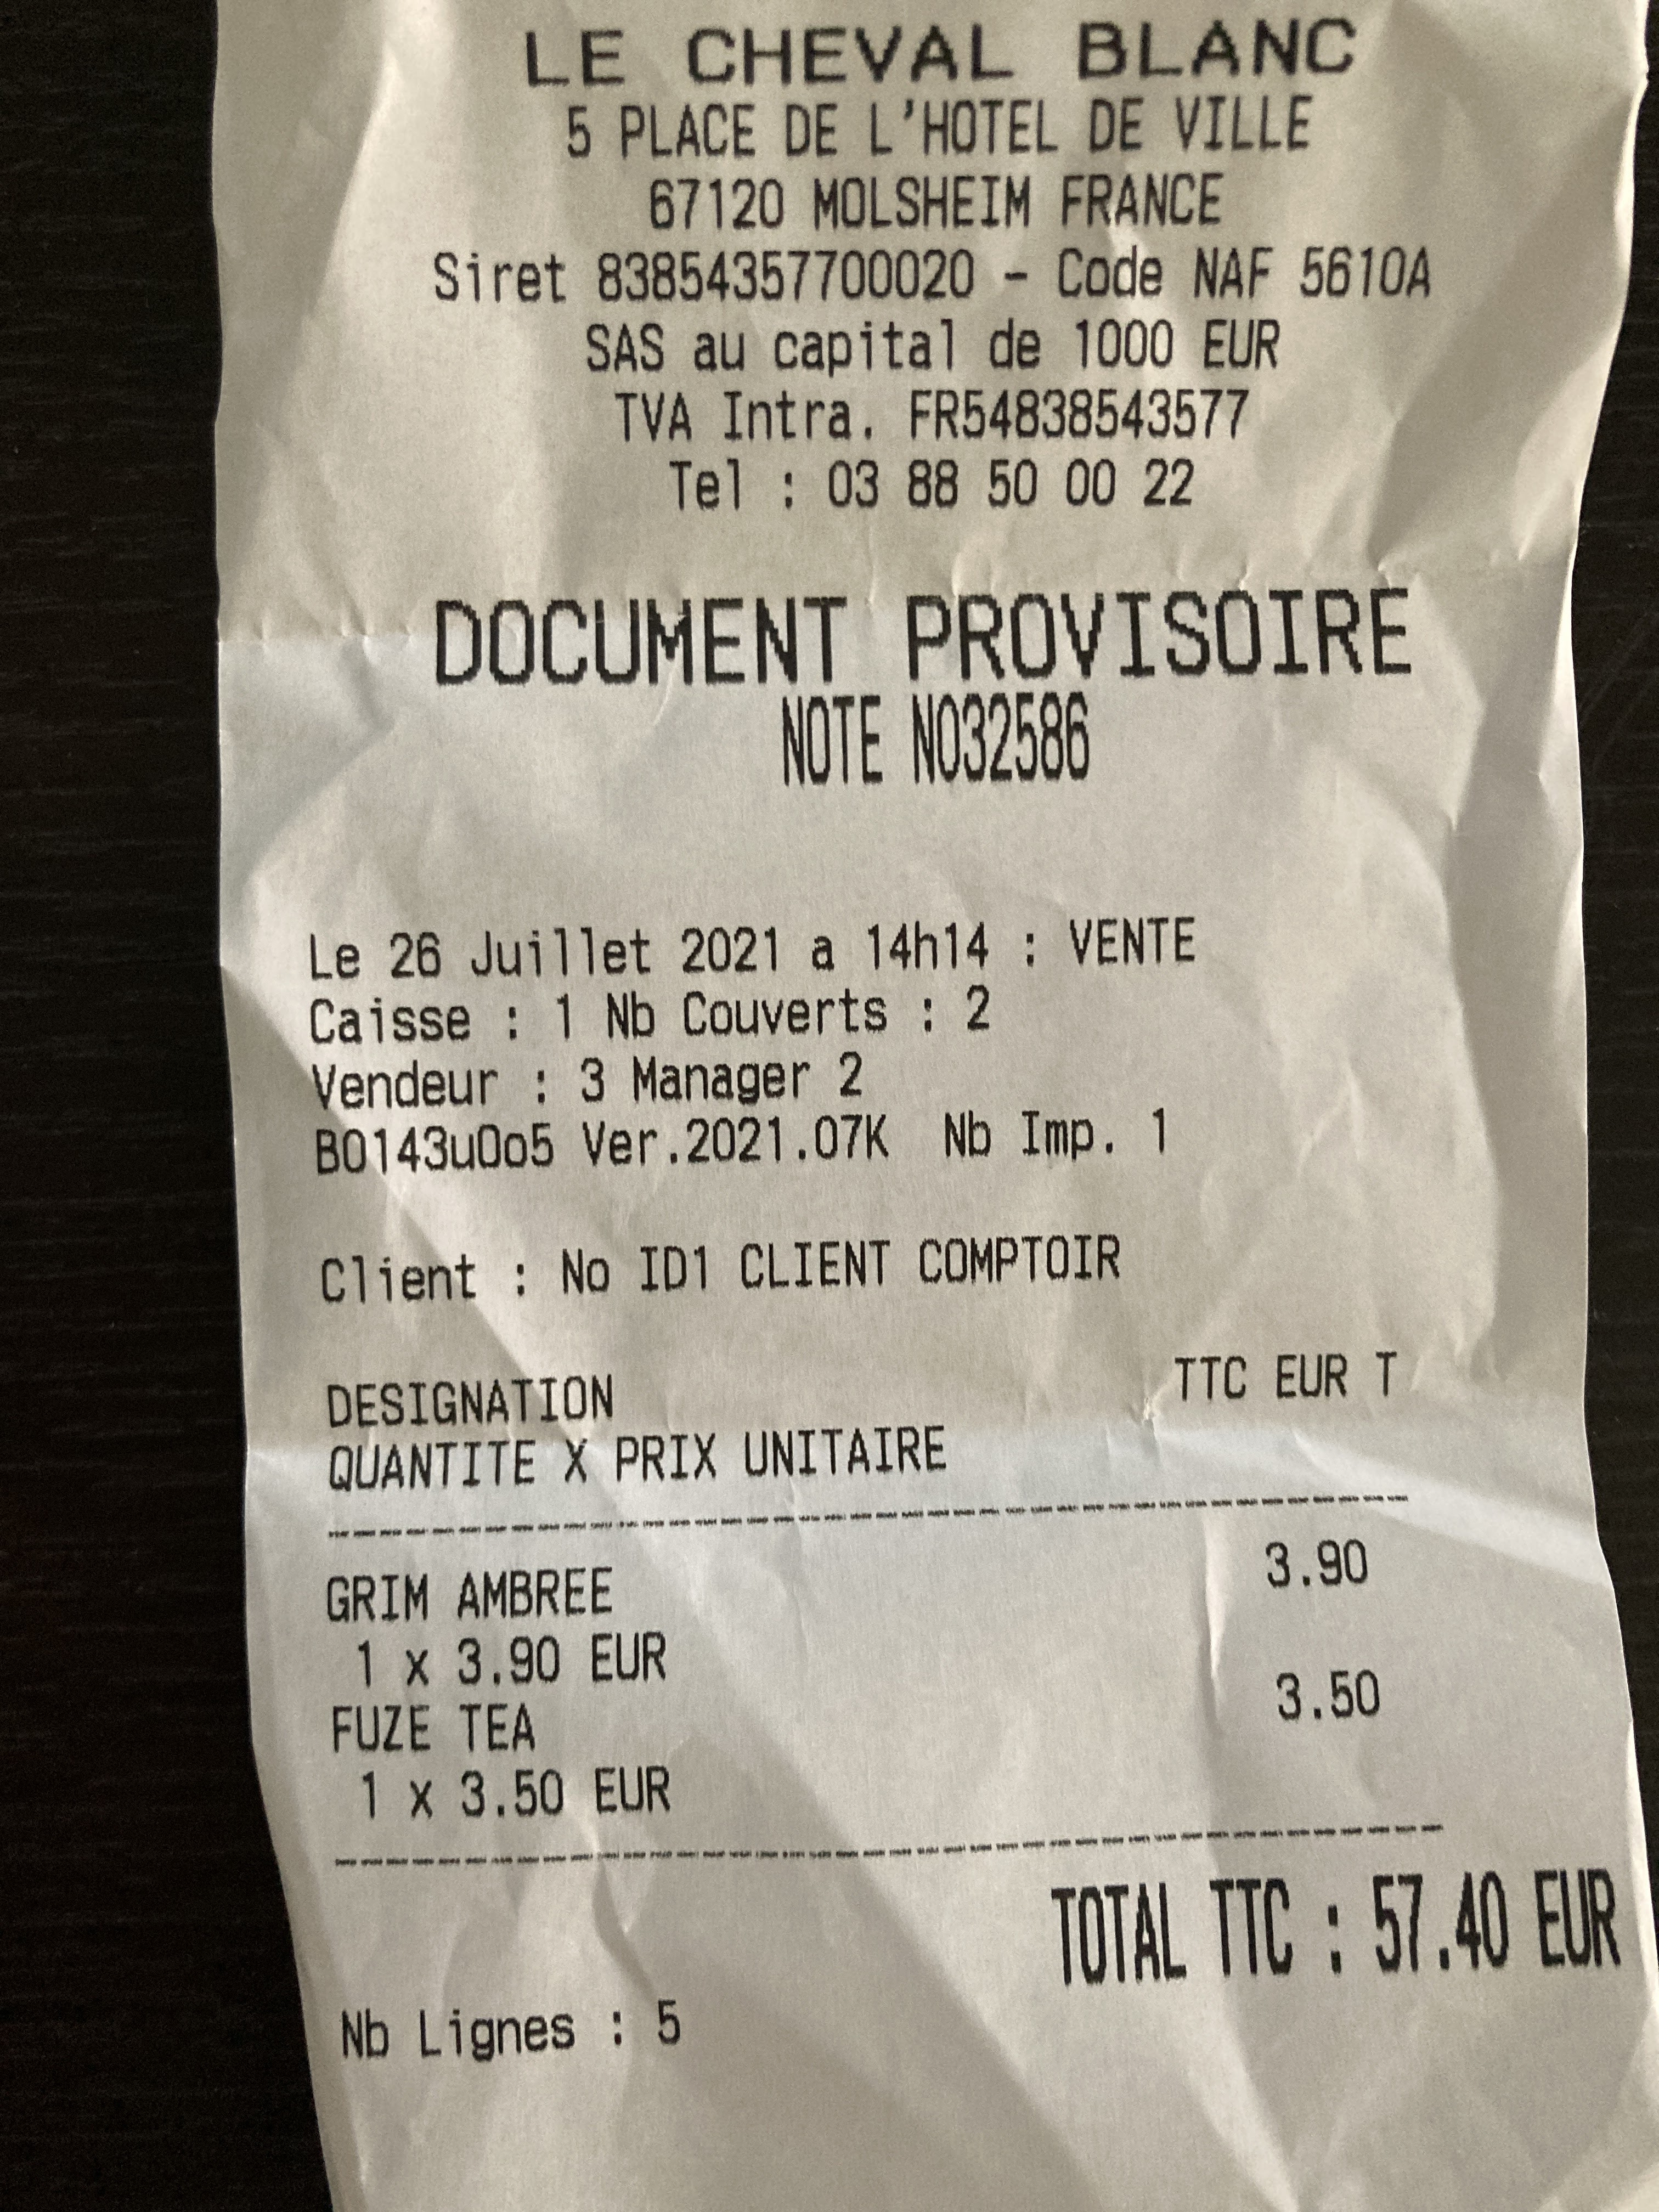 LE CHEVAL BLANC
5 PLACE DE L'HOTEL DE VILLE
67120 MOLSHEIM FRANCE
Siret 83854357700020 - Code NAF 5610A
SAS au capital de 1000 EUR
TVA Intra. FR54838543577
Tel : 03 88 50 00 22
DOCUMENT PROVISOIRE
NOTE NO32586
Le 26 Juillet 2021 a 14h14 : VENTE
Caisse : 1 Nb Couverts : 2
Vendeur : 3 Manager 2
B0143u0o5 Ver.2021.07K Nb Imp. 1
Client : No ID1 CLIENT COMPTOIR
DESIGNATION TTC EUR T
QUANTITE X PRIX UNITAIRE
GRIM AMBREE 3.90
1 x 3.90 EUR
FUZE TEA 3.50
1 x 3.50 EUR
TOTAL TTC : 57.40 EUR
Nb Lignes : 5